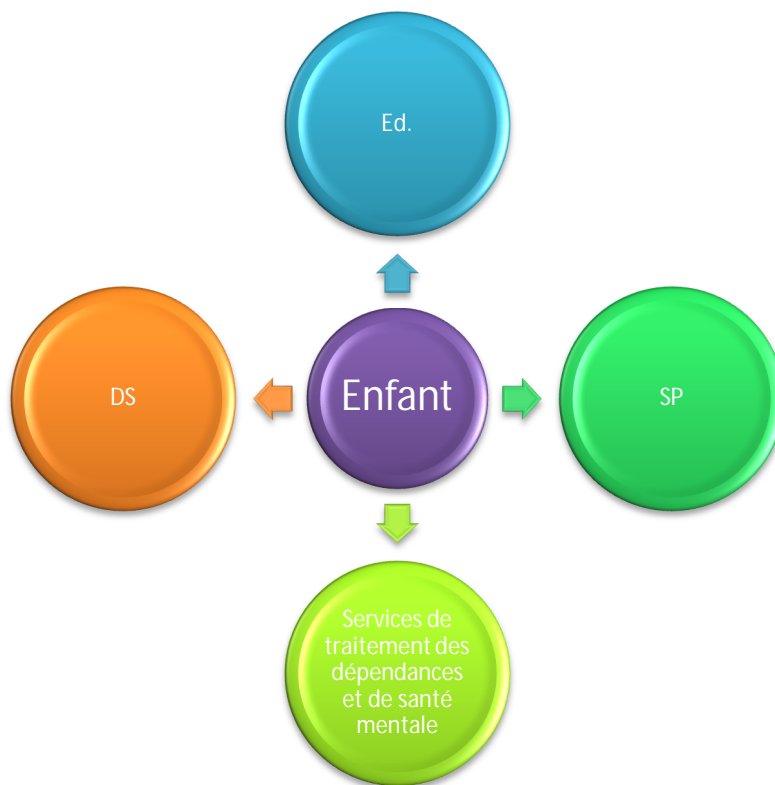 Ed.
DS
Enfant
SP
Services de
traitement des
dépendances
et de santé
mentale